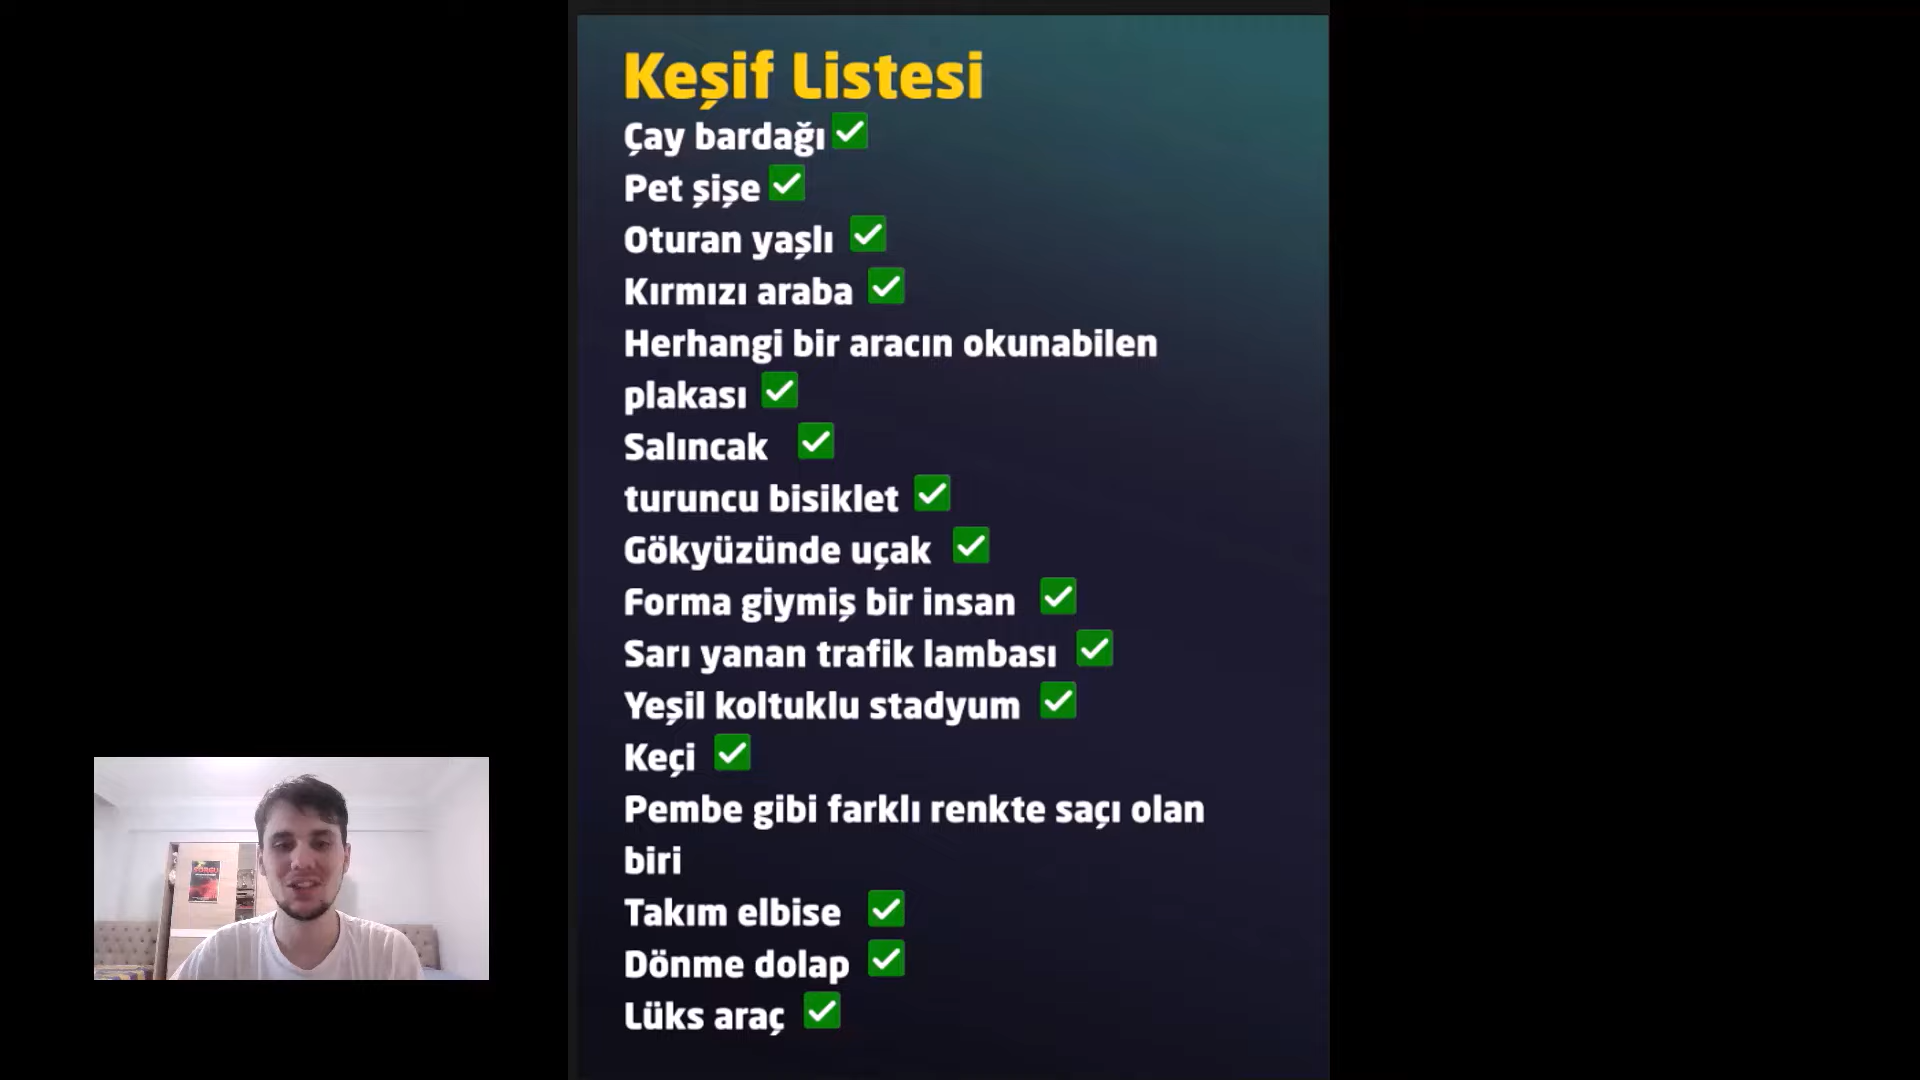 Keşif Listesi
Çay bardağı ✅
Pet şişe ✅
Oturan yaşlı ✅
Kırmızı araba ✅
Herhangi bir aracın okunabilen
plakası ✅
Salıncak ✅
turuncu bisiklet ✅
Gökyüzünde uçak ✅
Forma giymiş bir insan ✅
Sarı yanan trafik lambası ✅
Yeşil koltuklu stadyum ✅
Keçi ✅
Pembe gibi farklı renkte saçı olan
biri
Takım elbise ✅
Dönme dolap ✅
Lüks araç ✅